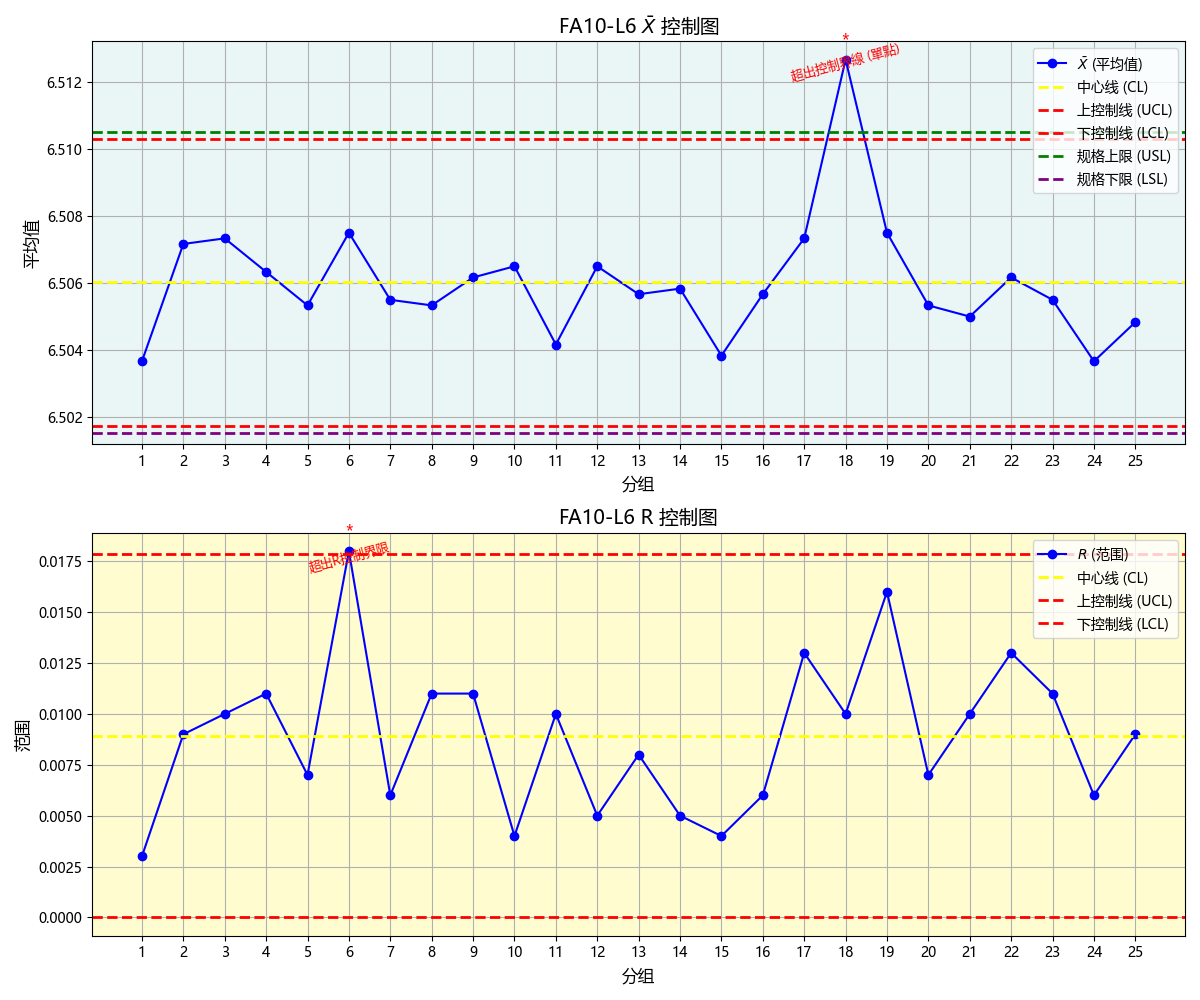 FA10-L6 X̄ 控制图
*
超出控制界線 (單點)
X̄ (平均值)
中心线 (CL)
上控制线 (UCL)
下控制线 (LCL)
规格上限 (USL)
规格下限 (LSL)
平均值
6.512
6.510
6.508
6.506
6.504
6.502
1 2 3 4 5 6 7 8 9 10 11 12 13 14 15 16 17 18 19 20 21 22 23 24 25
分组
FA10-L6 R 控制图
*
超出R控制界限
R (范围)
中心线 (CL)
上控制线 (UCL)
下控制线 (LCL)
范围
0.0175
0.0150
0.0125
0.0100
0.0075
0.0050
0.0025
0.0000
1 2 3 4 5 6 7 8 9 10 11 12 13 14 15 16 17 18 19 20 21 22 23 24 25
分组